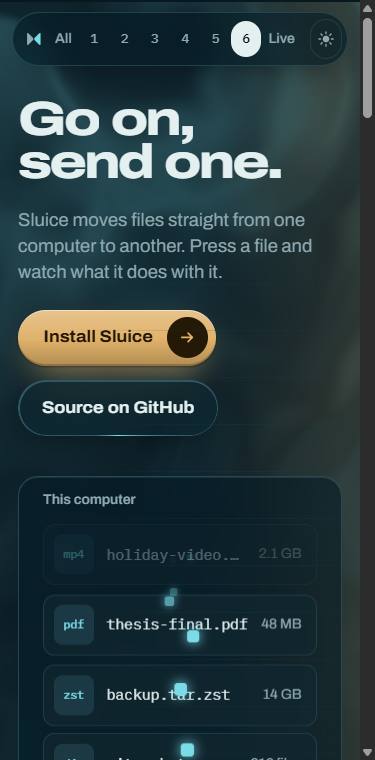 All 1 2 3 4 5 6 Live
Go on,
send one.
Sluice moves files straight from one
computer to another. Press a file and
watch what it does with it.
Install Sluice
Source on GitHub
This computer
mp4 holiday-video.… 2.1 GB
pdf thesis-final.pdf 48 MB
zst backup.tar.zst 14 GB